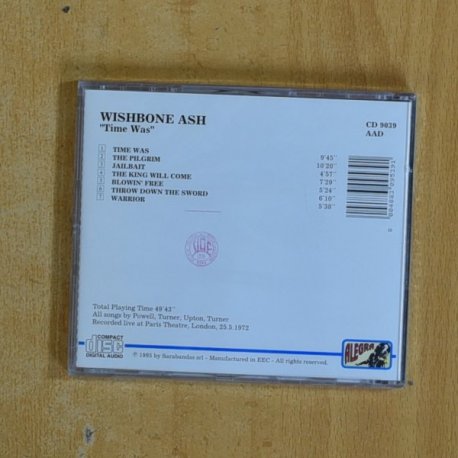 WISHBONE ASH
"Time Was"
CD 9039
AAD
1 TIME WAS 9'45"
2 THE PILGRIM 10'20"
3 JAILBAIT 4'57"
4 THE KING WILL COME 7'29"
5 BLOWIN' FREE 5'24"
6 THROW DOWN THE SWORD 6'10"
7 WARRIOR 5'38"
Total Playing Time 49'43"
All songs by Powell, Turner, Upton, Turner
Recorded live at Paris Theatre, London, 25.5.1972
COMPACT
disc
DIGITAL AUDIO
℗ 1995 by Sarabandas srl - Manufactured in EEC - All rights reserved.
ALEGRA